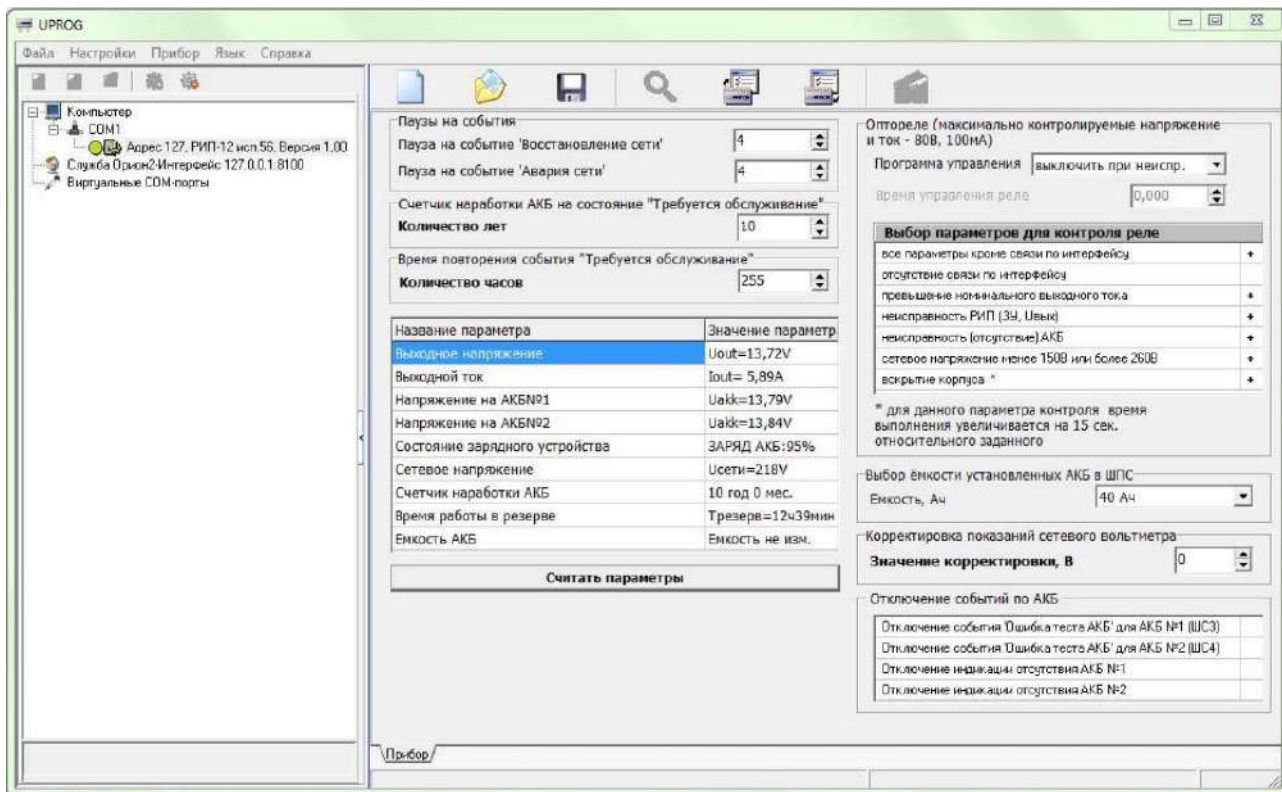 UPROG
Файл Настройки Прибор Язык Справка
Компьютер
COM1
Адрес 127, РИП-12 исп.56, Версия 1.00
Служба Орион2-Интерфейс 127.0.0.1:8100
Виртуальные COM-порты
Паузы на события
Пауза на событие 'Восстановление сети' 4
Пауза на событие 'Авария сети' 4
Счетчик наработки АКБ на состояние "Требуется обслуживание"
Количество лет 10
Время повторения события "Требуется обслуживание"
Количество часов 255
Название параметра Значение параметр
Выходное напряжение Uout=13,72V
Выходной ток Iout= 5,89A
Напряжение на АКБ№1 Uakk=13,79V
Напряжение на АКБ№2 Uakk=13,84V
Состояние зарядного устройства ЗАРЯД АКБ:95%
Сетевое напряжение Uсети=218V
Счетчик наработки АКБ 10 год 0 мес.
Время работы в резерве Tрезерв=12ч39мин
Емкость АКБ Емкость не изм.
Считать параметры
Оптореле (максимально контролируемые напряжение
и ток - 80В, 100мА)
Программа управления выключить при неиспр.
Время управления реле 0,000
Выбор параметров для контроля реле
все параметры кроме связи по интерфейсу +
отсутствие связи по интерфейсу
превышение номинального выходного тока +
неисправность РИП (ЗУ, Uвых) +
неисправность (отсутствие) АКБ +
сетевое напряжение менее 150В или более 260В +
вскрытие корпуса * +
* для данного параметра контроля время
выполнения увеличивается на 15 сек.
относительного заданного
Выбор ёмкости установленных АКБ в ШПС
Емкость, Ач 40 Ач
Корректировка показаний сетевого вольтметра
Значение корректировки, В 0
Отключение событий по АКБ
Отключение события 'Ошибка теста АКБ' для АКБ №1 (ШС3)
Отключение события 'Ошибка теста АКБ' для АКБ №2 (ШС4)
Отключение индикации отсутствия АКБ №1
Отключение индикации отсутствия АКБ №2
Прибор